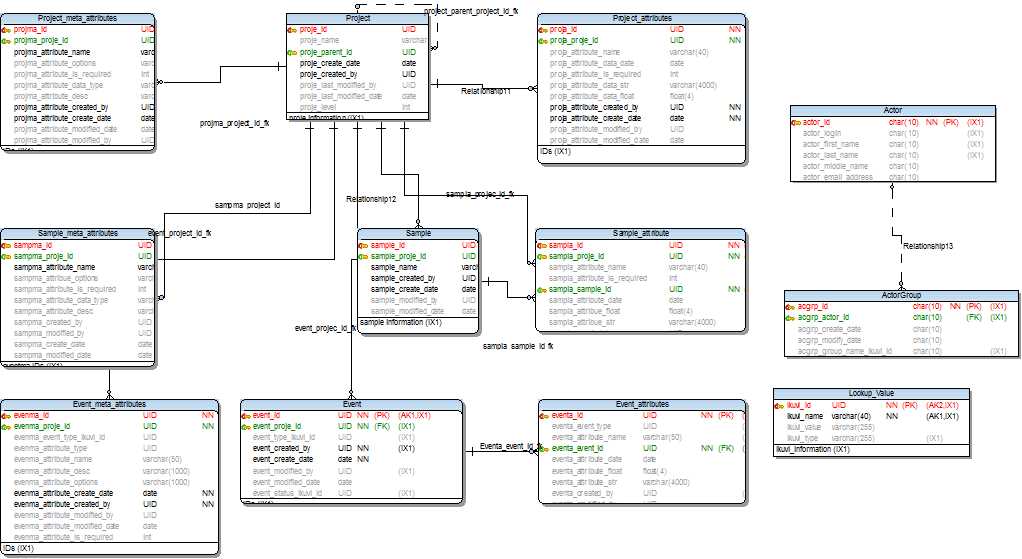 project_parent_project_id_fk
Project_meta_attributes
projma_id UID
projma_proje_id UID
projma_attribute_name varc
projma_attribute_options varc
projma_attribute_is_required int
projma_attribute_data_type varc
projma_attribute_desc varc
projma_attribute_created_by UID
projma_attribute_create_date date
projma_attribute_modified_date date
projma_attribute_modified_by UID
IDs (IX1)
Project
proje_id UID
proje_name varchar
proje_parent_id UID
proje_create_date date
proje_created_by UID
proje_last_modified_by UID
proje_last_modified_date date
proje_level int
proje Information (IX1)
Project_attributes
proja_id UID NN
proja_proje_id UID NN
proja_attribute_name varchar(40)
proja_attribute_data_date date
proja_attribute_is_required int
proja_attribute_data_str varchar(4000)
proja_attribute_data_float float(4)
proja_attribute_created_by UID NN
proja_attribute_create_date date NN
proja_attribute_modified_by UID
proja_attribute_modified_date date
IDs (IX1)
Relationship11
projma_project_id_fk
Actor
actor_id char(10) NN (PK) (IX1)
actor_login char(10) (IX1)
actor_first_name char(10) (IX1)
actor_last_name char(10) (IX1)
actor_middle_name char(10)
actor_email_address char(10)
sampla_projec_id_fk
Relationship12
sampma_project_id
event_project_id_fk
Sample_meta_attributes
sampma_id UID
sampma_proje_id UID
sampma_attribute_name varch
sampma_attribue_options varch
sampma_attribute_is_required int
sampma_attribute_data_type varch
sampma_attribute_desc varch
sampma_created_by UID
sampma_modified_by UID
sampma_create_date date
sampma_modified_date date
Sample
sample_id UID
sample_proje_id UID
sample_name varch
sample_created_by UID
sample_create_date date
sample_modified_by UID
sample_modified_date date
sample Information (IX1)
Sample_attribute
sampla_id UID NN
sampla_proje_id UID NN
sampla_attribute_name varchar(40)
sampla_attribute_is_required int
sampla_sample_id UID NN
sampla_attribute_date date
sampla_attribute_float float(4)
sampla_attribue_str varchar(4000)
Relationship13
ActorGroup
acgrp_id char(10) NN (PK) (IX1)
acgrp_actor_id char(10) (FK) (IX1)
acgrp_create_date char(10)
acgrp_modify_date char(10)
acgrp_group_name_lkuvl_id char(10) (IX1)
event_projec_id_fk
sampla_sample_id fk
Event_meta_attributes
evenma_id UID NN
evenma_proje_id UID NN
evenma_event_type_lkuvl_id UID
evenma_attribute_type UID
evenma_attribute_name varchar(50)
evenma_attribute_desc varchar(1000)
evenma_attribute_options varchar(1000)
evenma_attribute_create_date date NN
evenma_attribute_created_by UID NN
evenma_attribute_modified_by UID
evenma_attribute_modified_date date
evenma_attribute_is_required int
IDs (IX1)
Event
event_id UID NN (PK) (AK1,IX1)
event_proje_id UID NN (FK) (IX1)
event_type_lkuvl_id UID (IX1)
event_created_by UID NN (IX1)
event_create_date date NN
event_modified_by UID (IX1)
event_modified_date date
event_status_lkuvl_id UID (IX1)
Eventa_event_id_fk
Event_attributes
eventa_id UID NN (PK)
eventa_event_type UID
eventa_attribute_name varchar(50)
eventa_event_id UID NN (FK)
eventa_attribute_date date
eventa_attribute_float float(4)
eventa_attribute_str varchar(4000)
eventa_created_by UID
eventa_create_date date
Lookup_Value
lkuvl_id UID NN (PK) (AK2,IX1)
lkuvl_name varchar(40) NN (AK1,IX1)
lkuvl_value varchar(255)
lkuvl_type varchar(255) (IX1)
lkuvl_Information (IX1)